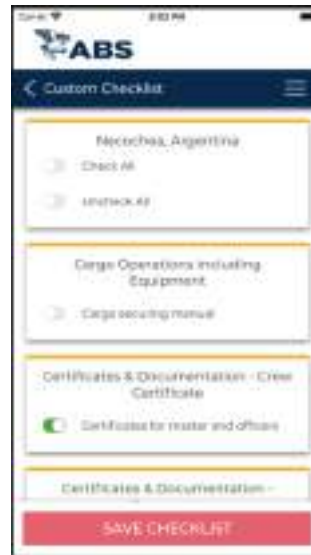 ABS
Custom Checklist
Necochea, Argentina
Check All
Uncheck All
Cargo Operations Including
Equipment
Cargo securing manual
Certificates & Documentation - Crew
Certificate
Certificates for master and officers
Certificates & Documentation -
SAVE CHECKLIST